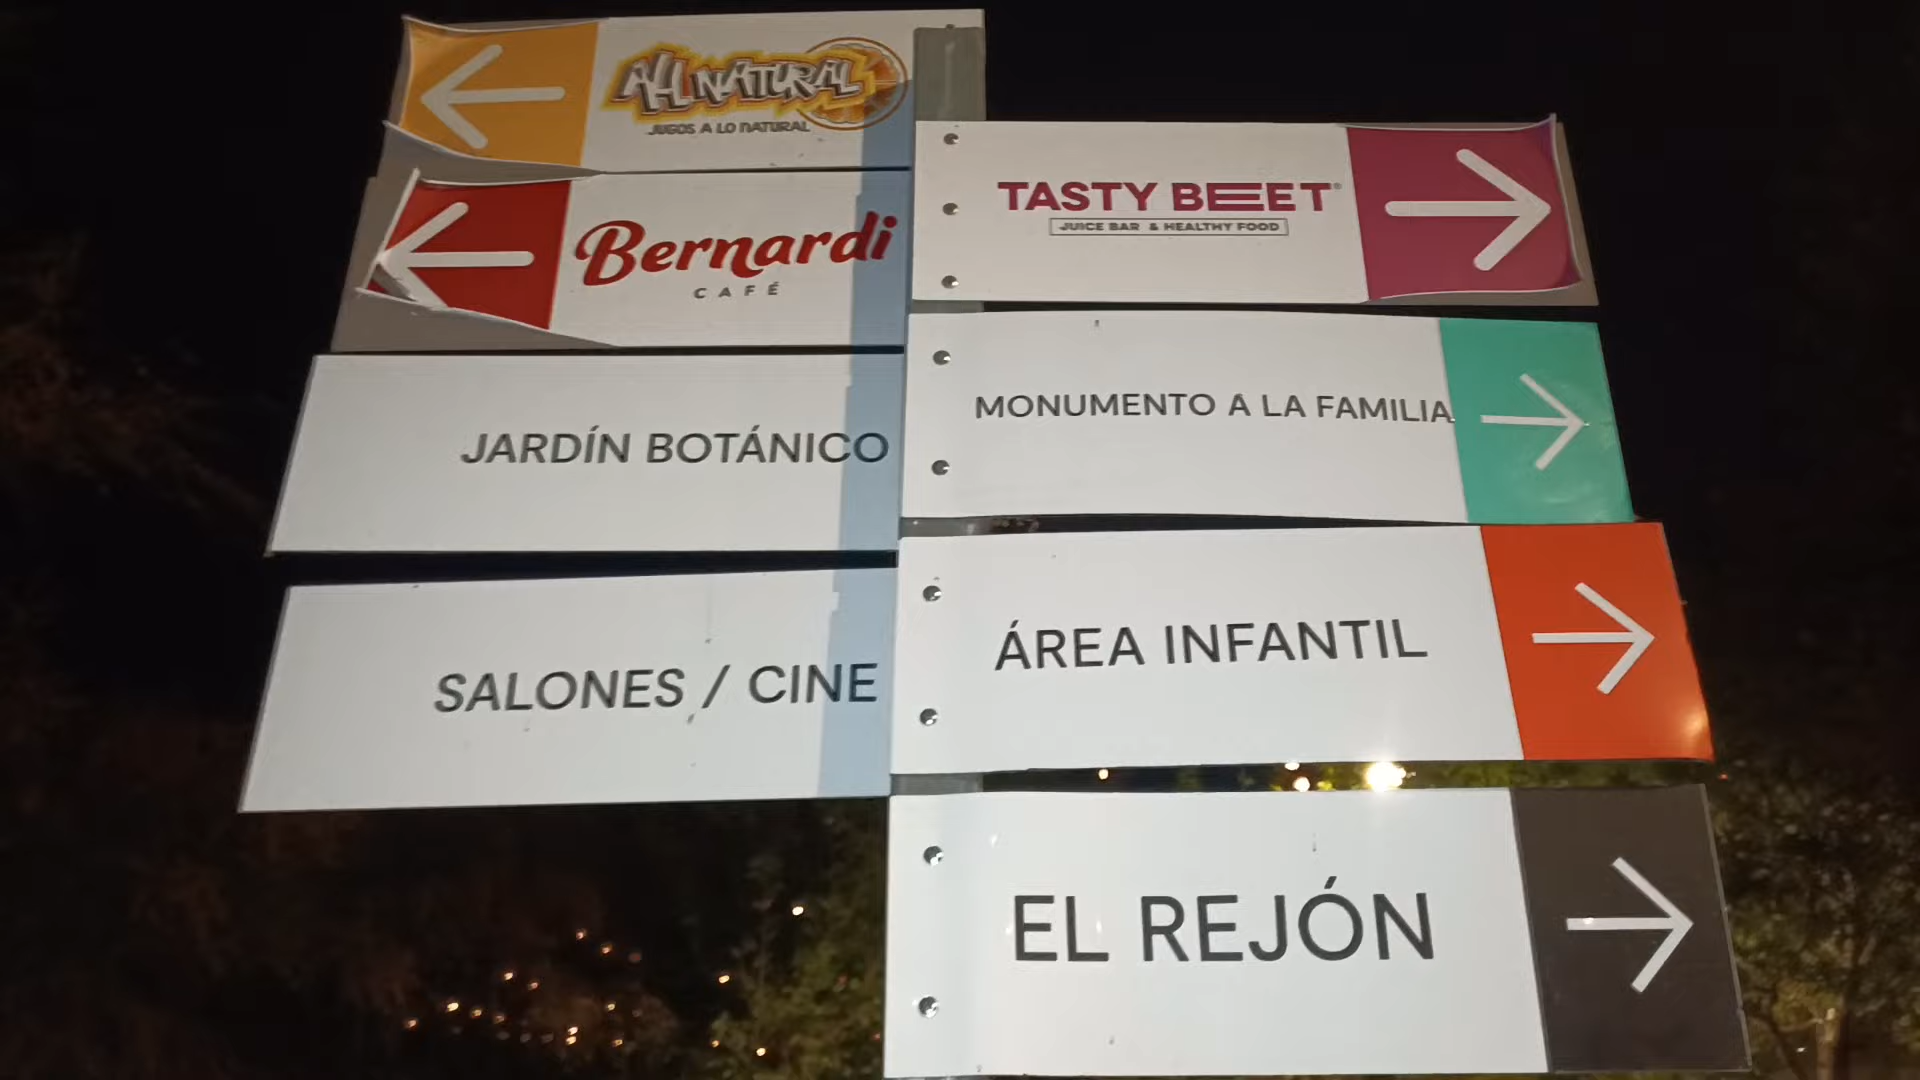 AH NATURAL
JUGOS A LO NATURAL
Bernardi
CAFÉ
JARDÍN BOTÁNICO
SALONES / CINE
TASTY BEET®
JUICE BAR & HEALTHY FOOD
MONUMENTO A LA FAMILIA
ÁREA INFANTIL
EL REJÓN